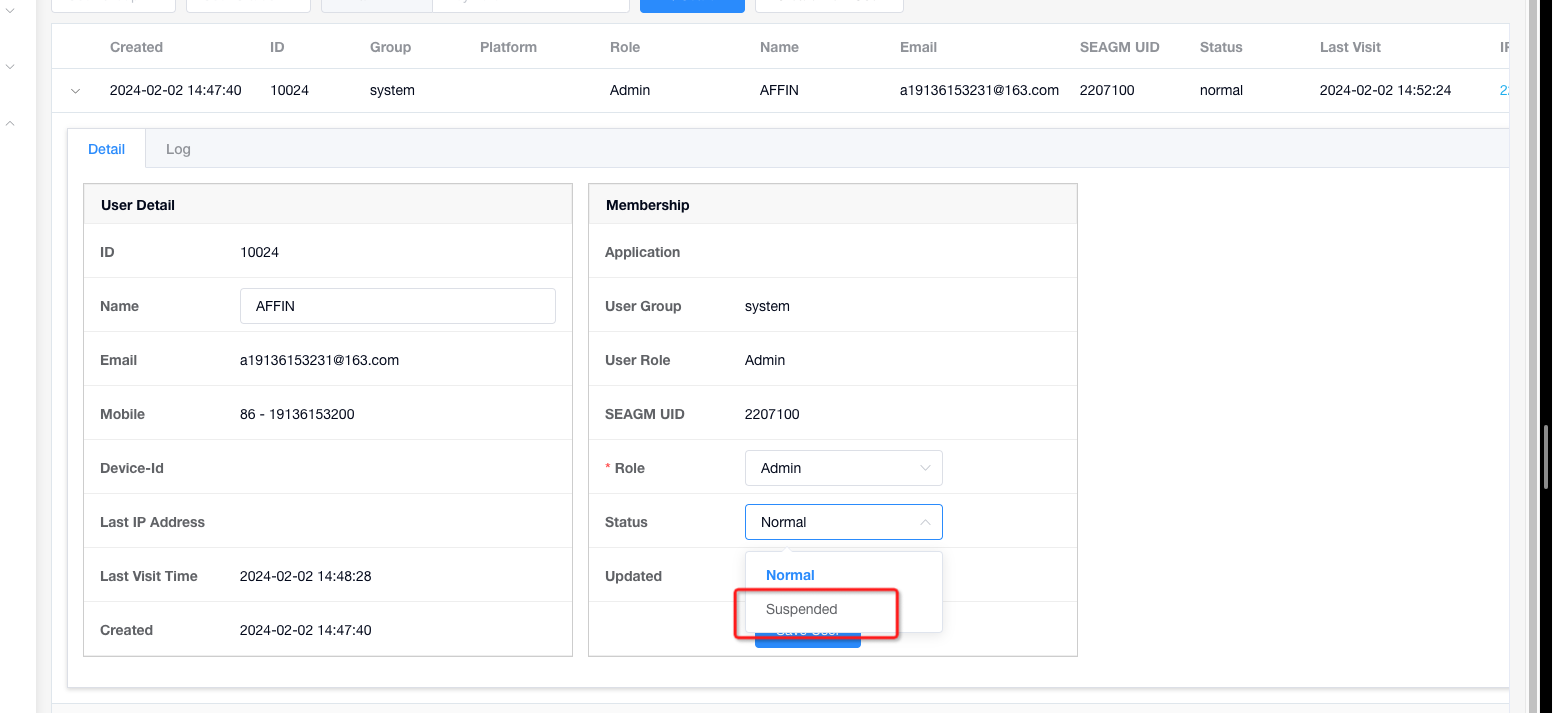 Created ID Group Platform Role Name Email SEAGM UID Status Last Visit
2024-02-02 14:47:40 10024 system Admin AFFIN a19136153231@163.com 2207100 normal 2024-02-02 14:52:24
Detail Log
User Detail
ID 10024
Name AFFIN
Email a19136153231@163.com
Mobile 86 - 19136153200
Device-Id
Last IP Address
Last Visit Time 2024-02-02 14:48:28
Created 2024-02-02 14:47:40
Membership
Application
User Group system
User Role Admin
SEAGM UID 2207100
* Role Admin
Status Normal
Updated
Normal
Suspended